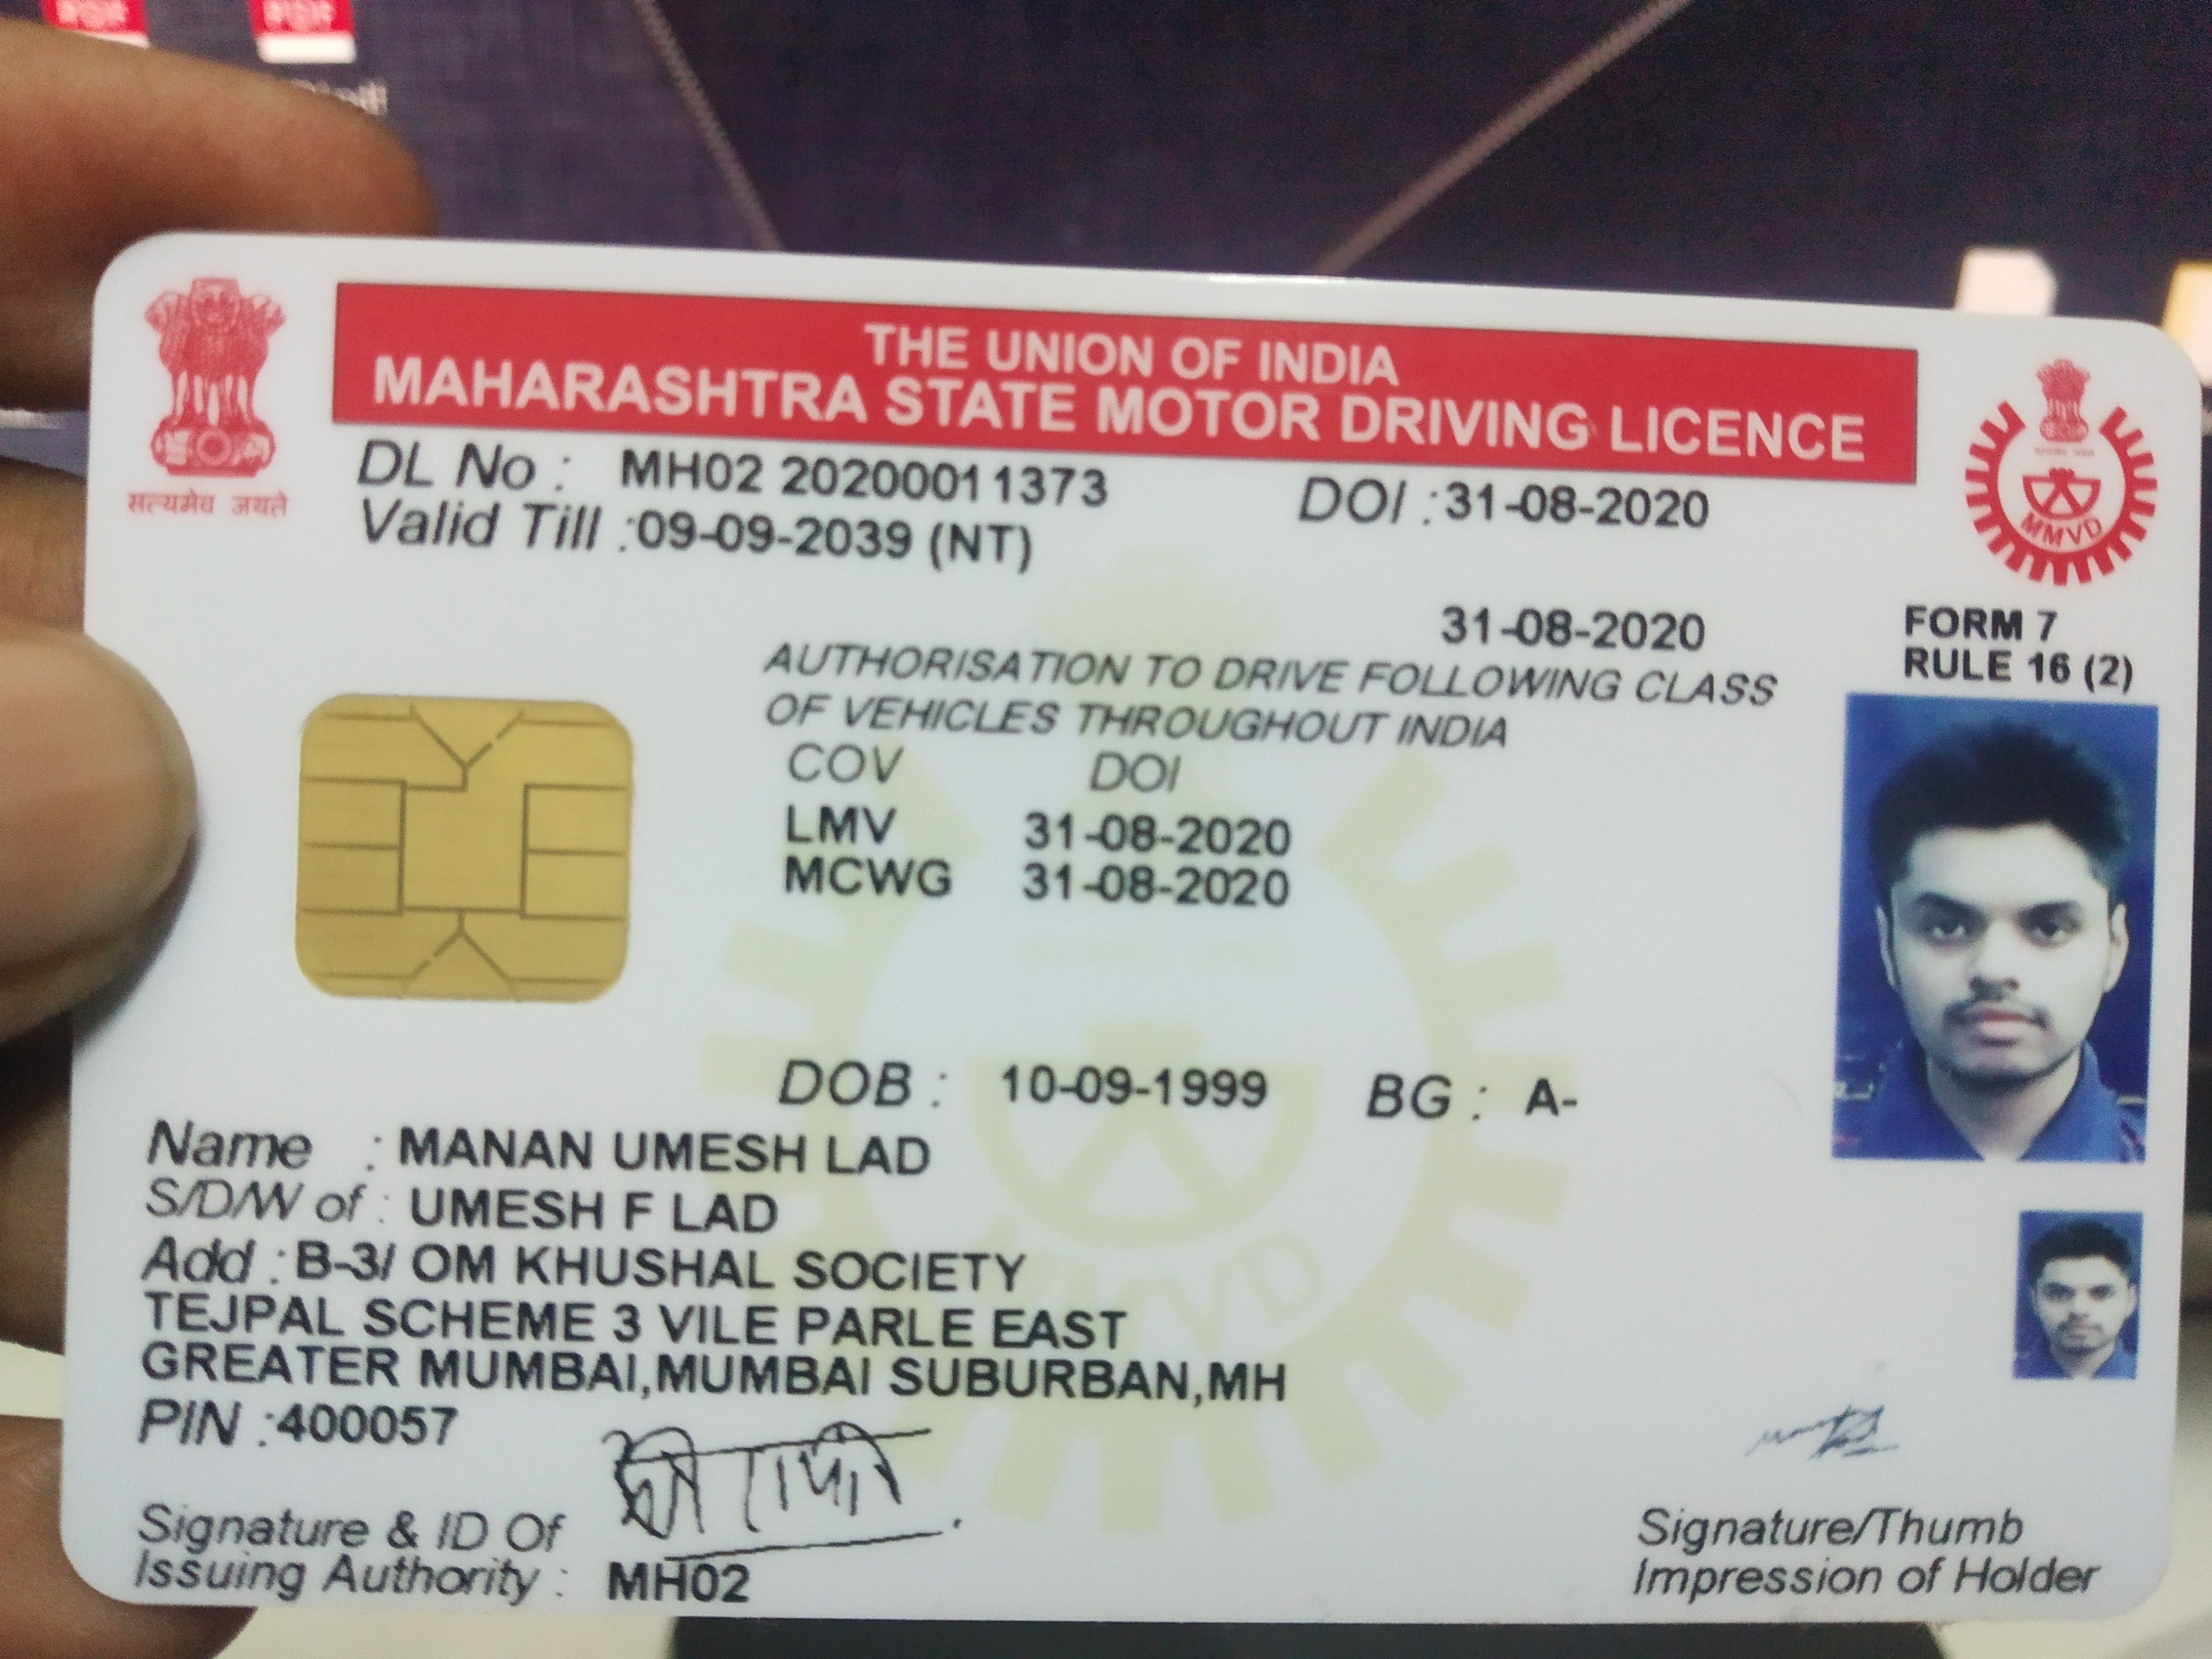 THE UNION OF INDIA
MAHARASHTRA STATE MOTOR DRIVING LICENCE
सत्यमेव जयते
DL No : MH02 20200011373 DOI : 31-08-2020
Valid Till : 09-09-2039 (NT)
MMVD
31-08-2020
FORM 7
RULE 16 (2)
AUTHORISATION TO DRIVE FOLLOWING CLASS
OF VEHICLES THROUGHOUT INDIA
COV DOI
LMV 31-08-2020
MCWG 31-08-2020
DOB : 10-09-1999 BG : A-
Name : MANAN UMESH LAD
S/D/W of : UMESH F LAD
Add : B-3/ OM KHUSHAL SOCIETY
TEJPAL SCHEME 3 VILE PARLE EAST
GREATER MUMBAI,MUMBAI SUBURBAN,MH
PIN :400057
Signature & ID Of
Issuing Authority : MH02
Signature/Thumb
Impression of Holder